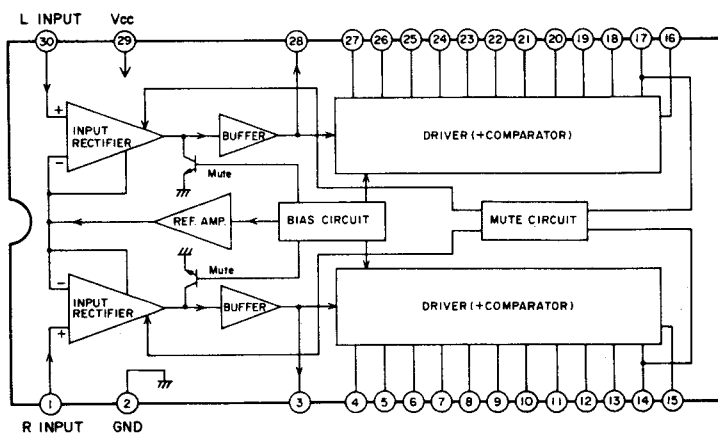 L INPUT Vcc
30 29 28 27 26 25 24 23 22 21 20 19 18 17 16
+
INPUT
RECTIFIER
−
BUFFER
DRIVER(+COMPARATOR)
Mute
REF. AMP.
BIAS CIRCUIT
MUTE CIRCUIT
Mute
−
INPUT
RECTIFIER
+
BUFFER
DRIVER(+COMPARATOR)
1 2 3 4 5 6 7 8 9 10 11 12 13 14 15
R INPUT GND